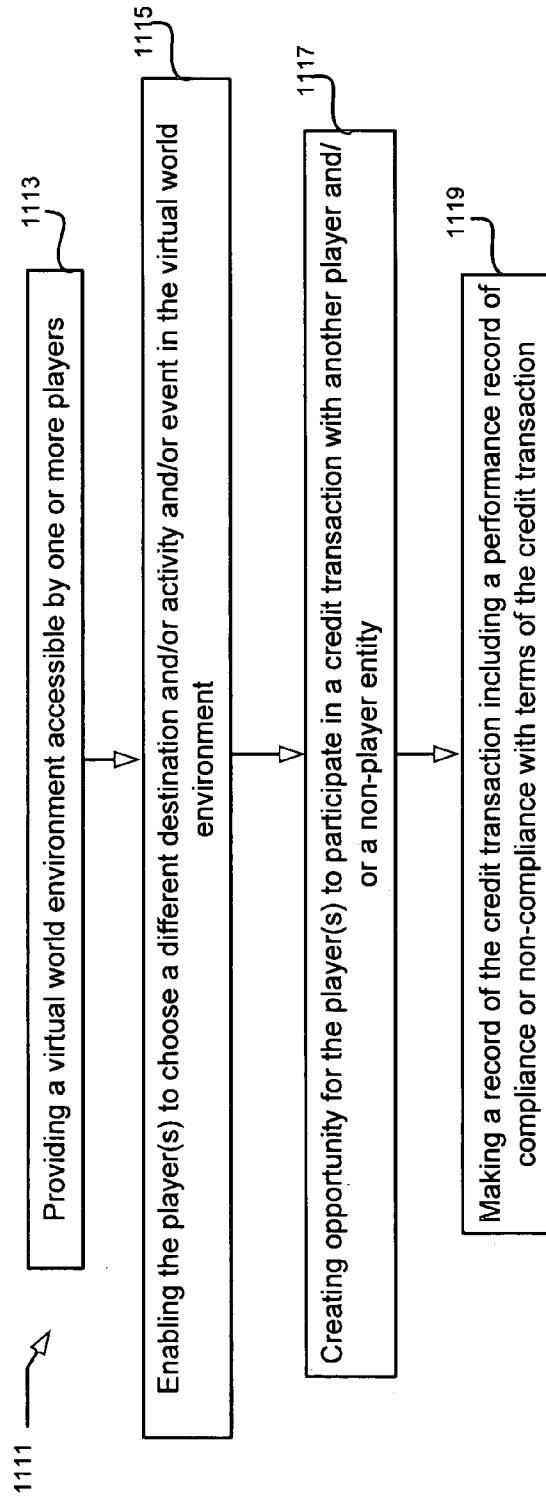 1111
1113
Providing a virtual world environment accessible by one or more players
1115
Enabling the player(s) to choose a different destination and/or activity and/or event in the virtual world
environment
1117
Creating opportunity for the player(s) to participate in a credit transaction with another player and/
or a non-player entity
1119
Making a record of the credit transaction including a performance record of
compliance or non-compliance with terms of the credit transaction